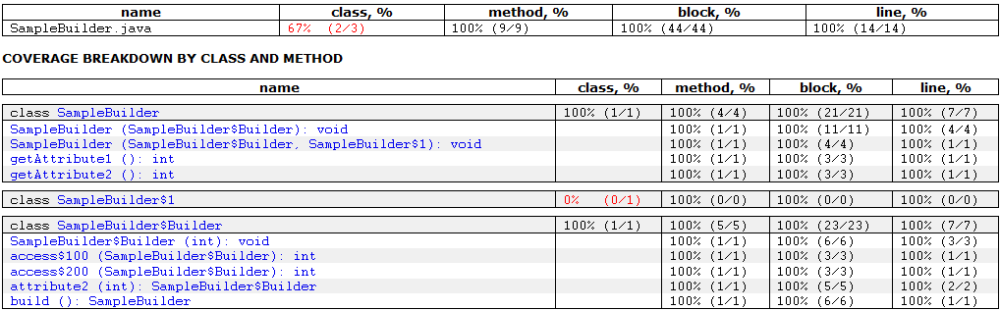 name class, % method, % block, % line, %
SampleBuilder.java 67% (2/3) 100% (9/9) 100% (44/44) 100% (14/14)
COVERAGE BREAKDOWN BY CLASS AND METHOD
name class, % method, % block, % line, %
class SampleBuilder 100% (1/1) 100% (4/4) 100% (21/21) 100% (7/7)
SampleBuilder (SampleBuilder$Builder): void 100% (1/1) 100% (11/11) 100% (4/4)
SampleBuilder (SampleBuilder$Builder, SampleBuilder$1): void 100% (1/1) 100% (4/4) 100% (1/1)
getAttribute1 (): int 100% (1/1) 100% (3/3) 100% (1/1)
getAttribute2 (): int 100% (1/1) 100% (3/3) 100% (1/1)
class SampleBuilder$1 0% (0/1) 100% (0/0) 100% (0/0) 100% (0/0)
class SampleBuilder$Builder 100% (1/1) 100% (5/5) 100% (23/23) 100% (7/7)
SampleBuilder$Builder (int): void 100% (1/1) 100% (6/6) 100% (3/3)
access$100 (SampleBuilder$Builder): int 100% (1/1) 100% (3/3) 100% (1/1)
access$200 (SampleBuilder$Builder): int 100% (1/1) 100% (3/3) 100% (1/1)
attribute2 (int): SampleBuilder$Builder 100% (1/1) 100% (5/5) 100% (2/2)
build (): SampleBuilder 100% (1/1) 100% (6/6) 100% (1/1)